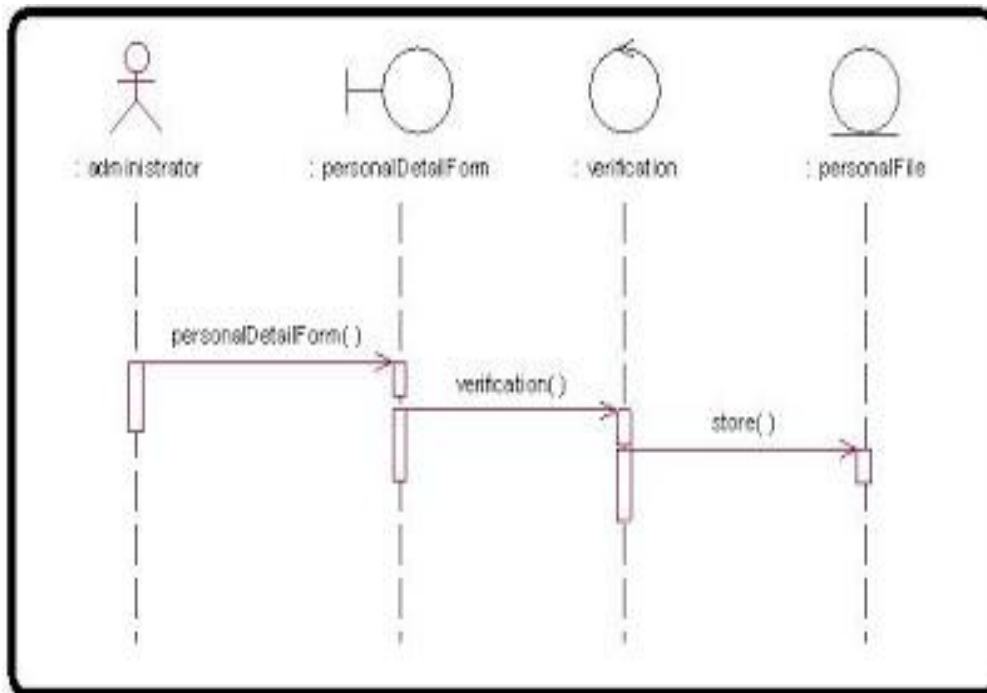 : administrator
: personalDetailForm
: verification
: personalFile
personalDetailForm( )
verification( )
store( )